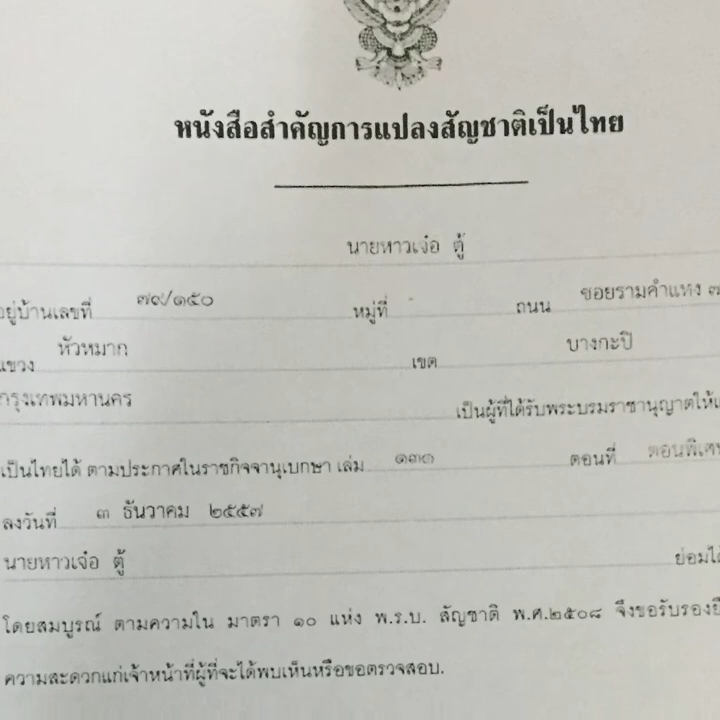 หนังสือสำคัญการแปลงสัญชาติเป็นไทย
นายหาวเจ๋อ ตู้
อยู่บ้านเลขที่ ๗๙/๑๕๐ หมู่ที่ - ถนน ซอยรามคำแหง ๗
แขวง หัวหมาก เขต บางกะปิ
กรุงเทพมหานคร เป็นผู้ที่ได้รับพระบรมราชานุญาตให้แ
เป็นไทยได้ ตามประกาศในราชกิจจานุเบกษา เล่ม ๑๓๑ ตอนที่ ตอนพิเศษ
ลงวันที่ ๓ ธันวาคม ๒๕๕๗
นายหาวเจ๋อ ตู้ ย่อมได้
โดยสมบูรณ์ ตามความใน มาตรา ๑๐ แห่ง พ.ร.บ. สัญชาติ พ.ศ.๒๕๐๘ จึงขอรับรองยื
ความสะดวกแก่เจ้าหน้าที่ผู้ที่จะได้พบเห็นหรือขอตรวจสอบ.